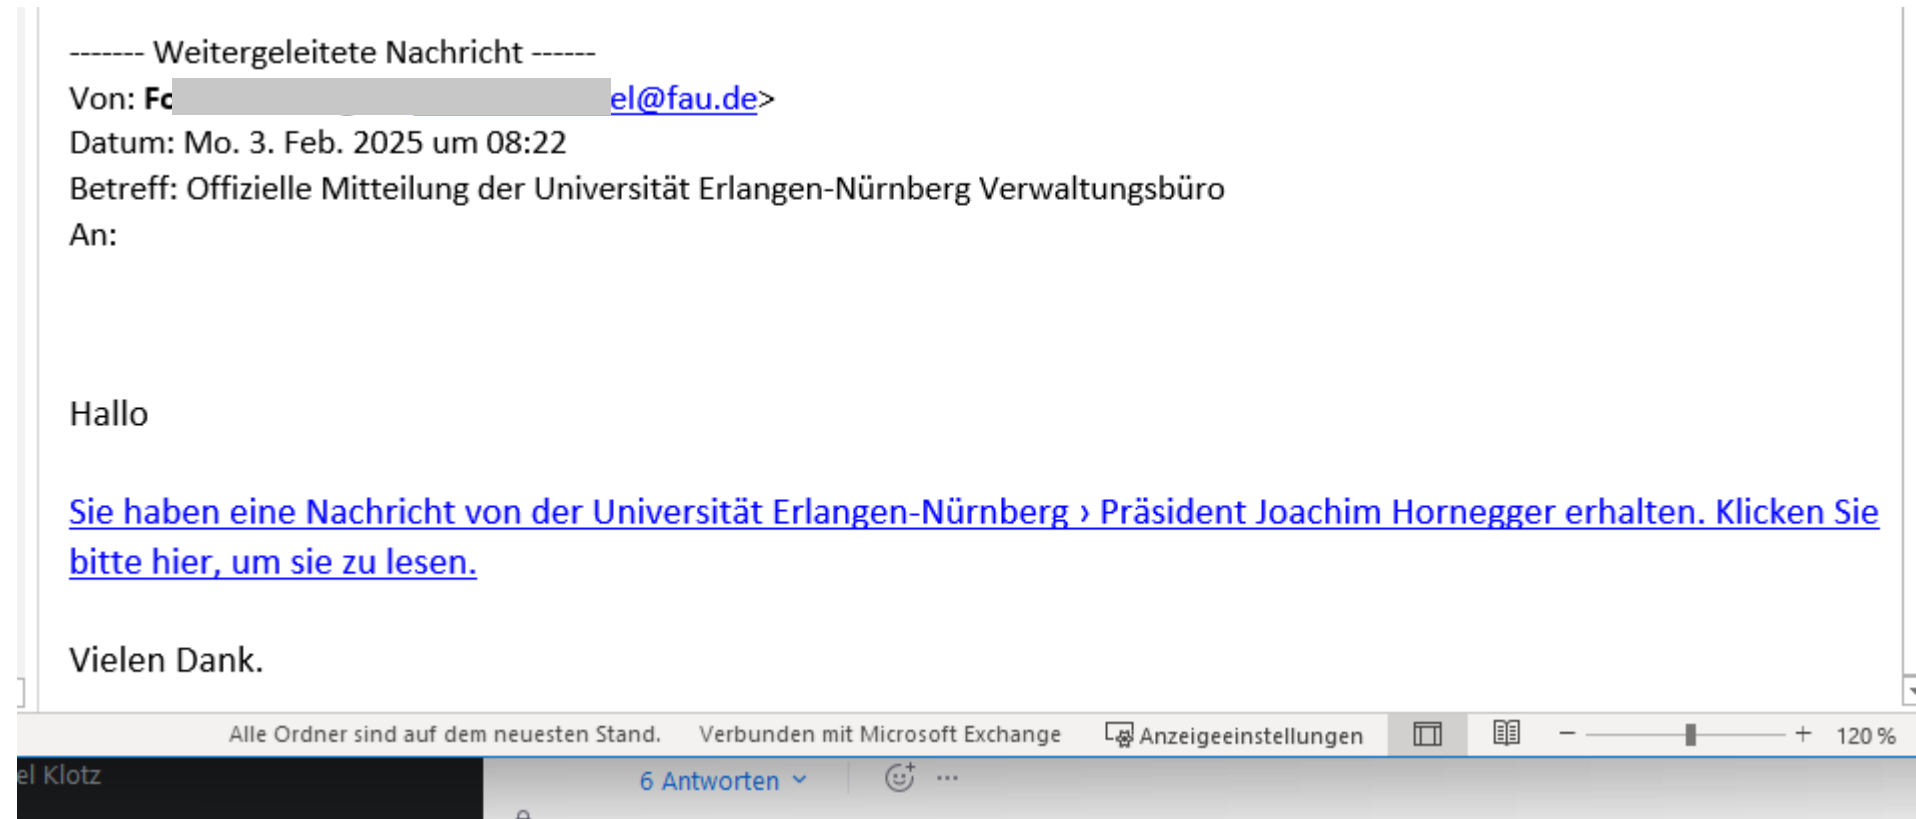 ------- Weitergeleitete Nachricht ------
Von: Fo el@fau.de>
Datum: Mo. 3. Feb. 2025 um 08:22
Betreff: Offizielle Mitteilung der Universität Erlangen-Nürnberg Verwaltungsbüro
An:
Hallo
Sie haben eine Nachricht von der Universität Erlangen-Nürnberg › Präsident Joachim Hornegger erhalten. Klicken Sie
bitte hier, um sie zu lesen.
Vielen Dank.
Alle Ordner sind auf dem neuesten Stand. Verbunden mit Microsoft Exchange Anzeigeeinstellungen − + 120 %
el Klotz
6 Antworten ...